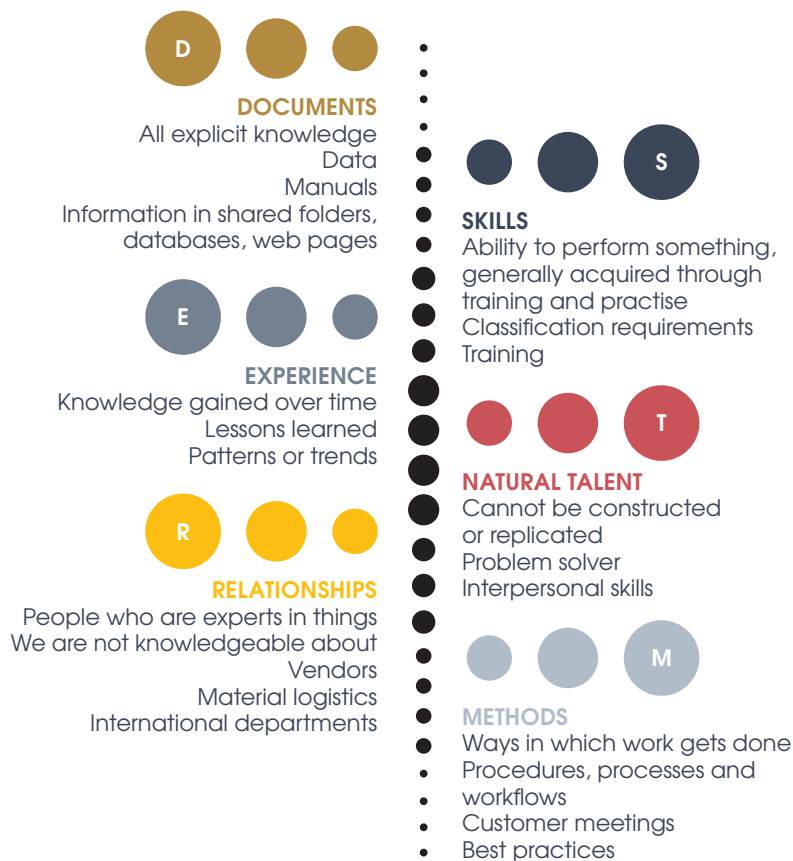 D
DOCUMENTS
All explicit knowledge
Data
Manuals
Information in shared folders,
databases, web pages
E
EXPERIENCE
Knowledge gained over time
Lessons learned
Patterns or trends
R
RELATIONSHIPS
People who are experts in things
We are not knowledgeable about
Vendors
Material logistics
International departments
S
SKILLS
Ability to perform something,
generally acquired through
training and practise
Classification requirements
Training
T
NATURAL TALENT
Cannot be constructed
or replicated
Problem solver
Interpersonal skills
M
METHODS
Ways in which work gets done
Procedures, processes and
workflows
Customer meetings
Best practices